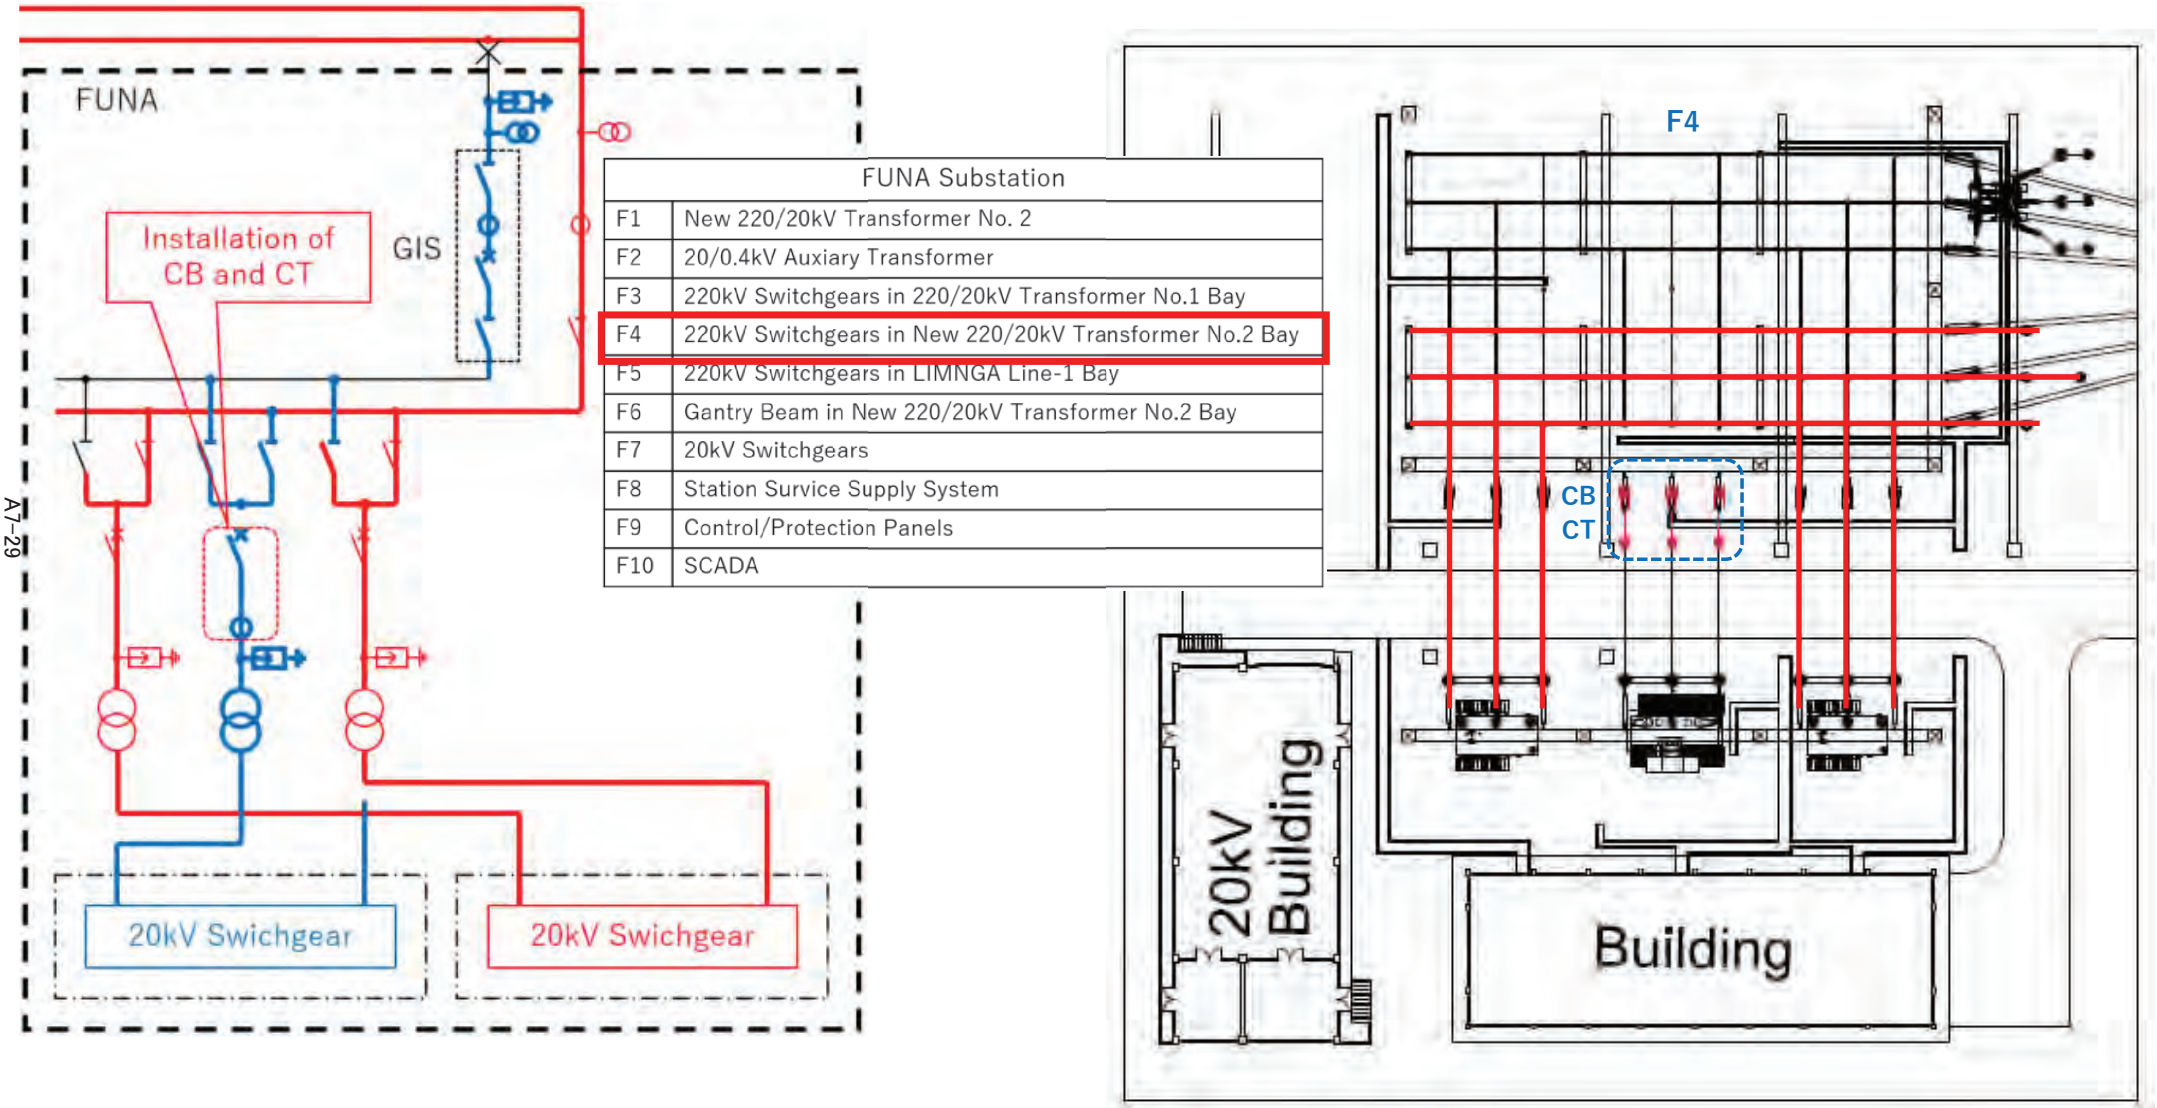 FUNA
Installation of
CB and CT
GIS
A7-29
20kV Swichgear
20kV Swichgear
FUNA Substation
F1 New 220/20kV Transformer No. 2
F2 20/0.4kV Auxiary Transformer
F3 220kV Switchgears in 220/20kV Transformer No.1 Bay
F4 220kV Switchgears in New 220/20kV Transformer No.2 Bay
F5 220kV Switchgears in LIMNGA Line-1 Bay
F6 Gantry Beam in New 220/20kV Transformer No.2 Bay
F7 20kV Switchgears
F8 Station Survice Supply System
F9 Control/Protection Panels
F10 SCADA
F4
CB
CT
20kV
Building
Building